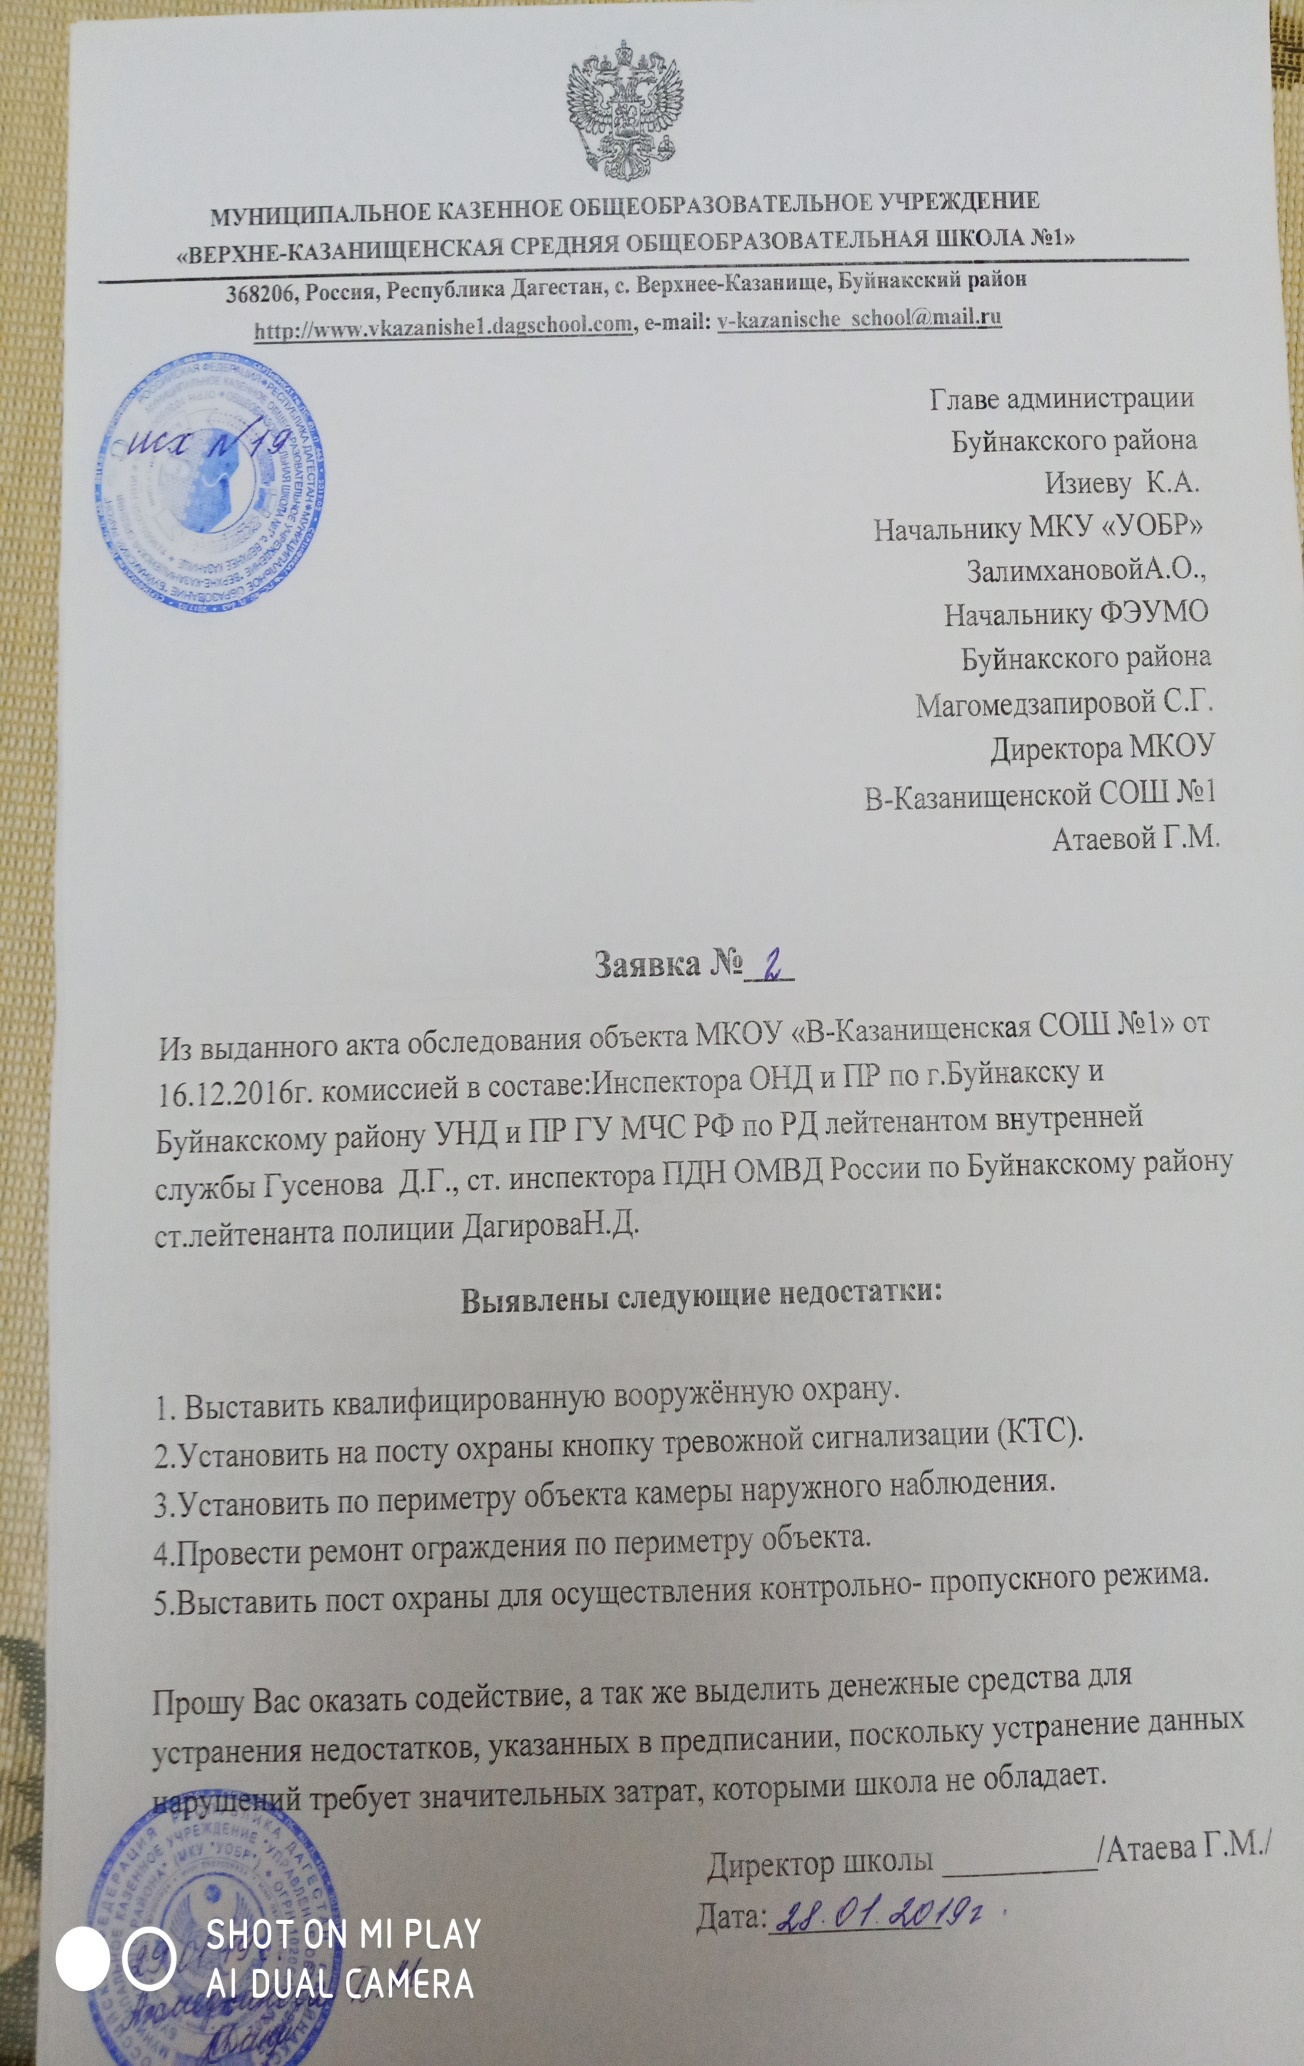 МУНИЦИПАЛЬНОЕ КАЗЕННОЕ ОБЩЕОБРАЗОВАТЕЛЬНОЕ УЧРЕЖДЕНИЕ
«ВЕРХНЕ-КАЗАНИЩЕНСКАЯ СРЕДНЯЯ ОБЩЕОБРАЗОВАТЕЛЬНАЯ ШКОЛА №1»
368206, Россия, Республика Дагестан, с. Верхнее-Казанище, Буйнакский район
http://www.vkazanishe1.dagschool.com, e-mail: v-kazanische_school@mail.ru
исх №19
Главе администрации
Буйнакского района
Изиеву К.А.
Начальнику МКУ «УОБР»
ЗалимхановойА.О.,
Начальнику ФЭУМО
Буйнакского района
Магомедзапировой С.Г.
Директора МКОУ
В-Казанищенской СОШ №1
Атаевой Г.М.
Заявка № 2
Из выданного акта обследования объекта МКОУ «В-Казанищенская СОШ №1» от
16.12.2016г. комиссией в составе:Инспектора ОНД и ПР по г.Буйнакску и
Буйнакскому району УНД и ПР ГУ МЧС РФ по РД лейтенантом внутренней
службы Гусенова Д.Г., ст. инспектора ПДН ОМВД России по Буйнакскому району
ст.лейтенанта полиции ДагироваН.Д.
Выявлены следующие недостатки:
1. Выставить квалифицированную вооружённую охрану.
2.Установить на посту охраны кнопку тревожной сигнализации (КТС).
3.Установить по периметру объекта камеры наружного наблюдения.
4.Провести ремонт ограждения по периметру объекта.
5.Выставить пост охраны для осуществления контрольно- пропускного режима.
Прошу Вас оказать содействие, а так же выделить денежные средства для
устранения недостатков, указанных в предписании, поскольку устранение данных
нарушений требует значительных затрат, которыми школа не обладает.
Директор школы __________/Атаева Г.М./
Дата: 28.01.2019г.
SHOT ON MI PLAY
AI DUAL CAMERA